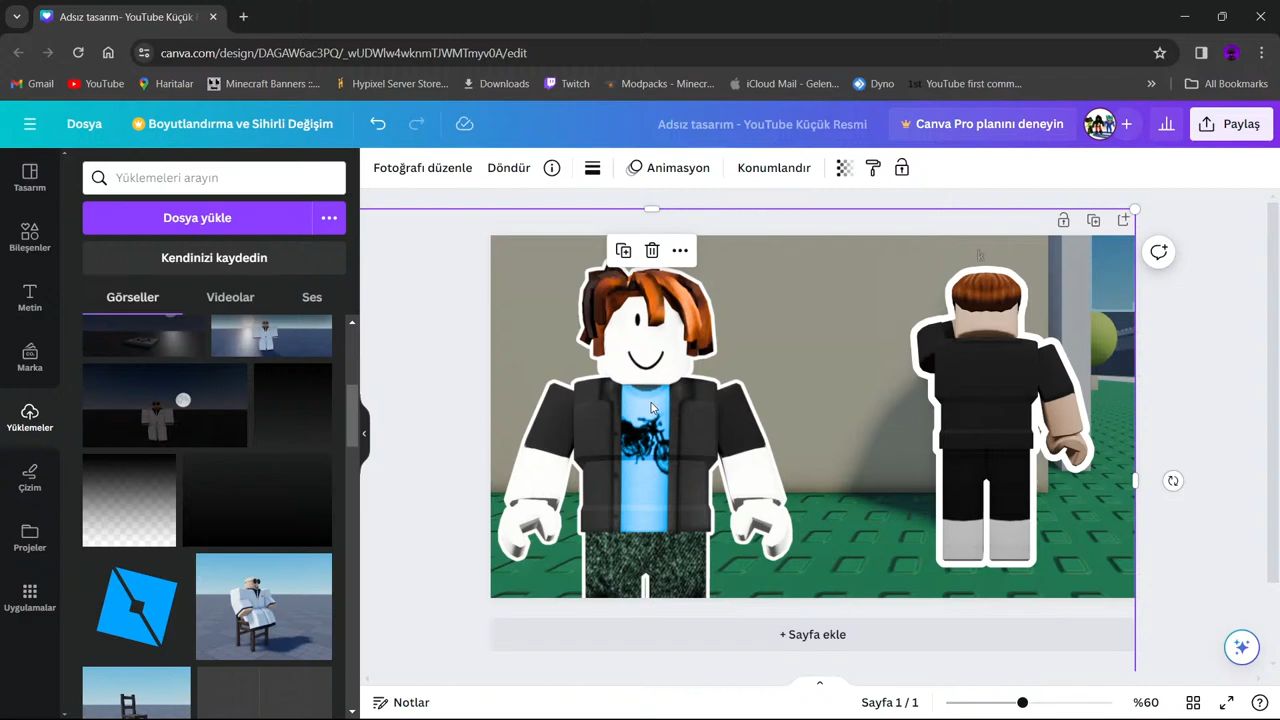 Adsız tasarım- YouTube Küçük
canva.com/design/DAGAW6ac3PQ/_wUDWlw4wknmTJWMTmyv0A/edit
Gmail
YouTube
Haritalar
Minecraft Banners ::...
Hypixel Server Store...
Downloads
Twitch
Modpacks - Minecr...
iCloud Mail - Gelen...
Dyno
1st YouTube first comm...
All Bookmarks
Dosya
Boyutlandırma ve Sihirli Değişim
Adsız tasarım - YouTube Küçük Resmi
Canva Pro planını deneyin
Paylaş
Tasarım
Yüklemeleri arayın
Fotoğrafı düzenle
Döndür
Animasyon
Konumlandır
Dosya yükle
Bileşenler
Kendinizi kaydedin
k
Metin
Görseller
Videolar
Ses
Marka
Yüklemeler
Çizim
Projeler
Uygulamalar
+ Sayfa ekle
Notlar
Sayfa 1 / 1
%60